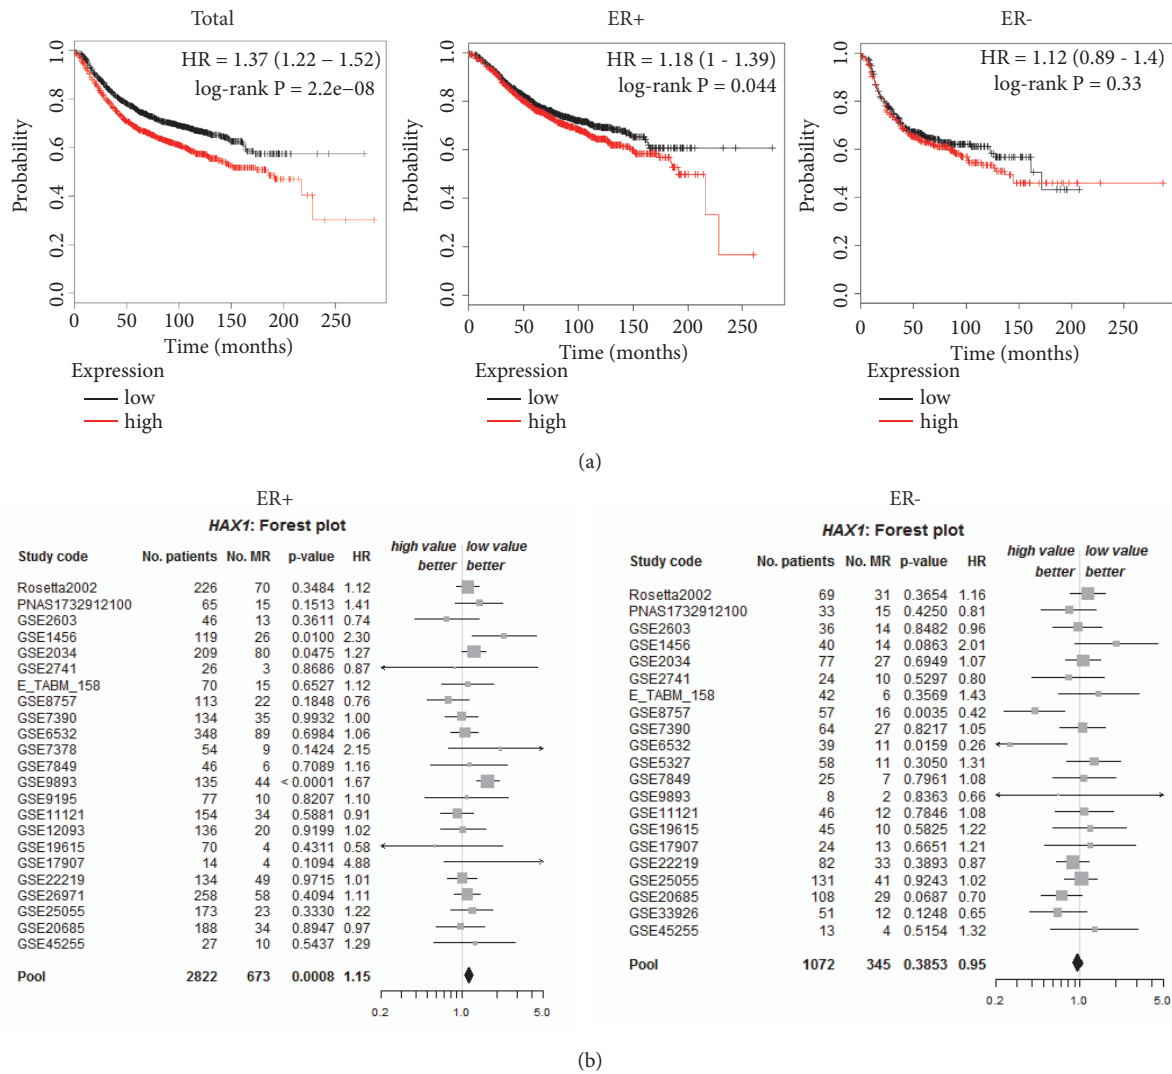 Total
HR = 1.37 (1.22 − 1.52)
log-rank P = 2.2e−08
Probability
1.0
0.8
0.6
0.4
0.2
0.0
0 50 100 150 200 250
Time (months)
Expression
low
high
ER+
HR = 1.18 (1 - 1.39)
log-rank P = 0.044
Probability
1.0
0.8
0.6
0.4
0.2
0.0
0 50 100 150 200 250
Time (months)
Expression
low
high
ER-
HR = 1.12 (0.89 - 1.4)
log-rank P = 0.33
Probability
1.0
0.8
0.6
0.4
0.2
0.0
0 50 100 150 200 250
Time (months)
Expression
low
high
(a)
ER+
HAX1: Forest plot
Study code No. patients No. MR p-value HR high value better low value better
Rosetta2002 226 70 0.3484 1.12
PNAS1732912100 65 15 0.1513 1.41
GSE2603 46 13 0.3611 0.74
GSE1456 119 26 0.0100 2.30
GSE2034 209 80 0.0475 1.27
GSE2741 26 3 0.8686 0.87
E_TABM_158 70 15 0.6527 1.12
GSE8757 113 22 0.1848 0.76
GSE7390 134 35 0.9932 1.00
GSE6532 348 89 0.6984 1.06
GSE7378 54 9 0.1424 2.15
GSE7849 46 6 0.7089 1.16
GSE9893 135 44 < 0.0001 1.67
GSE9195 77 10 0.8207 1.10
GSE11121 154 34 0.5881 0.91
GSE12093 136 20 0.9199 1.02
GSE19615 70 4 0.4311 0.58
GSE17907 14 4 0.1094 4.88
GSE22219 134 49 0.9715 1.01
GSE26971 258 58 0.4094 1.11
GSE25055 173 23 0.3330 1.22
GSE20685 188 34 0.8947 0.97
GSE45255 27 10 0.5437 1.29
Pool 2822 673 0.0008 1.15
0.2 1.0 5.0
ER-
HAX1: Forest plot
Study code No. patients No. MR p-value HR high value better low value better
Rosetta2002 69 31 0.3654 1.16
PNAS1732912100 33 15 0.4250 0.81
GSE2603 36 14 0.8482 0.96
GSE1456 40 14 0.0863 2.01
GSE2034 77 27 0.6949 1.07
GSE2741 24 10 0.5297 0.80
E_TABM_158 42 6 0.3569 1.43
GSE8757 57 16 0.0035 0.42
GSE7390 64 27 0.8217 1.05
GSE6532 39 11 0.0159 0.26
GSE5327 58 11 0.3050 1.31
GSE7849 25 7 0.7961 1.08
GSE9893 8 2 0.8363 0.66
GSE11121 46 12 0.7846 1.08
GSE19615 45 10 0.5825 1.22
GSE17907 24 13 0.6651 1.21
GSE22219 82 33 0.3893 0.87
GSE25055 131 41 0.9243 1.02
GSE20685 108 29 0.0687 0.70
GSE33926 51 12 0.1248 0.65
GSE45255 13 4 0.5154 1.32
Pool 1072 345 0.3853 0.95
0.2 1.0 5.0
(b)